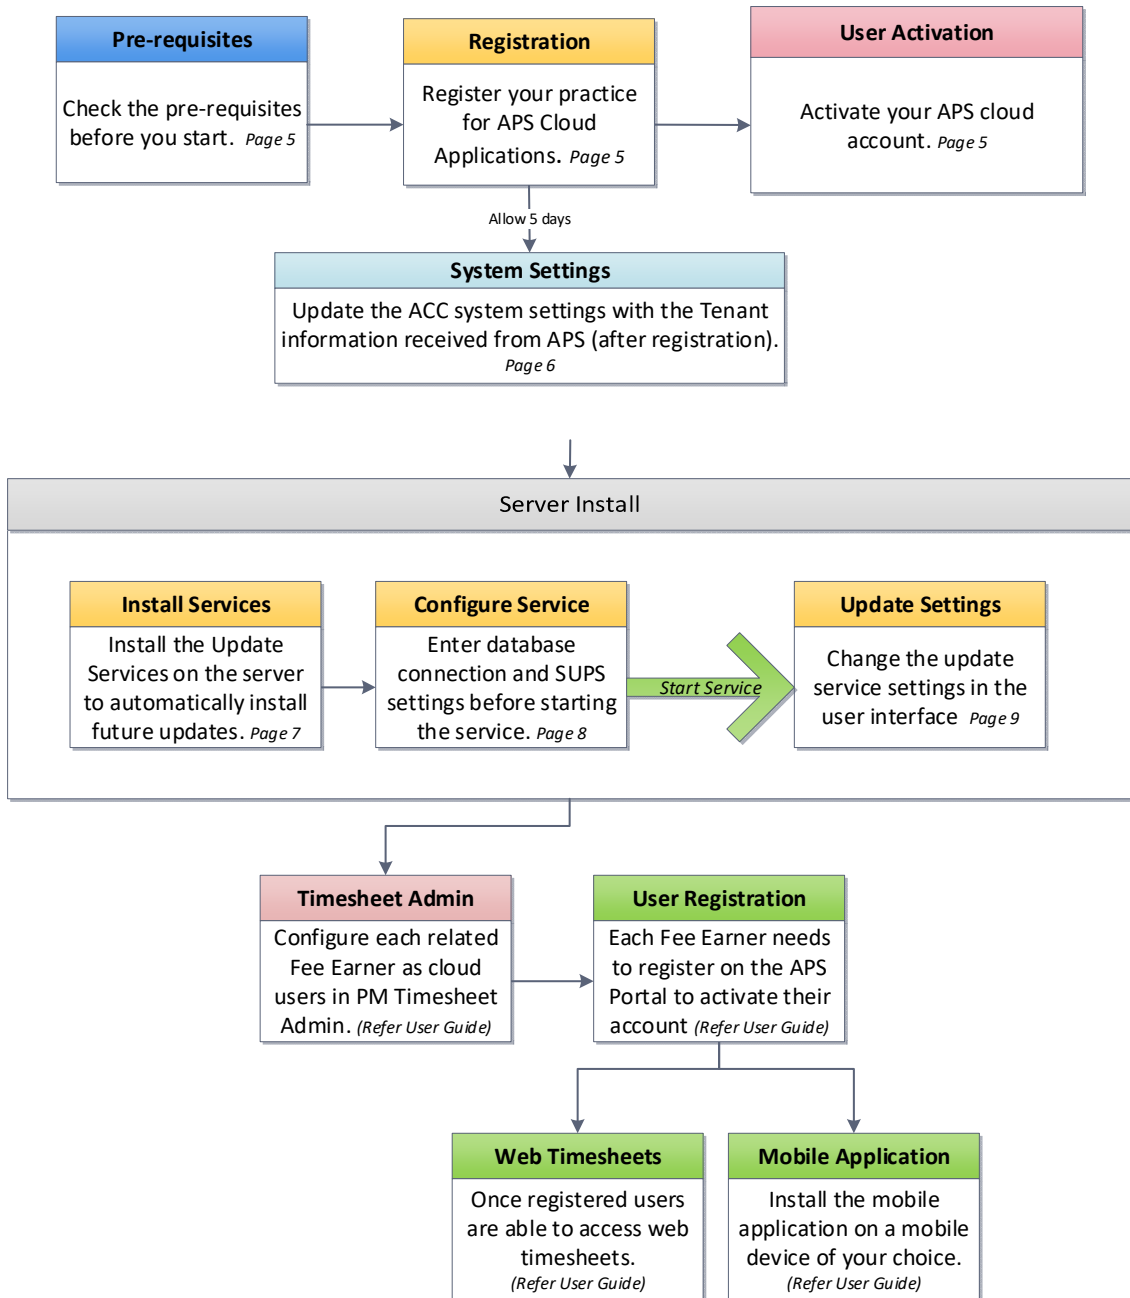 Pre-requisites
Check the pre-requisites
before you start. Page 5
Registration
Register your practice
for APS Cloud
Applications. Page 5
User Activation
Activate your APS cloud
account. Page 5
Allow 5 days
System Settings
Update the ACC system settings with the Tenant
information received from APS (after registration).
Page 6
Server Install
Install Services
Install the Update
Services on the server
to automatically install
future updates. Page 7
Configure Service
Enter database
connection and SUPS
settings before starting
the service. Page 8
Start Service
Update Settings
Change the update
service settings in the
user interface Page 9
Timesheet Admin
Configure each related
Fee Earner as cloud
users in PM Timesheet
Admin. (Refer User Guide)
User Registration
Each Fee Earner needs
to register on the APS
Portal to activate their
account (Refer User Guide)
Web Timesheets
Once registered users
are able to access web
timesheets.
(Refer User Guide)
Mobile Application
Install the mobile
application on a mobile
device of your choice.
(Refer User Guide)